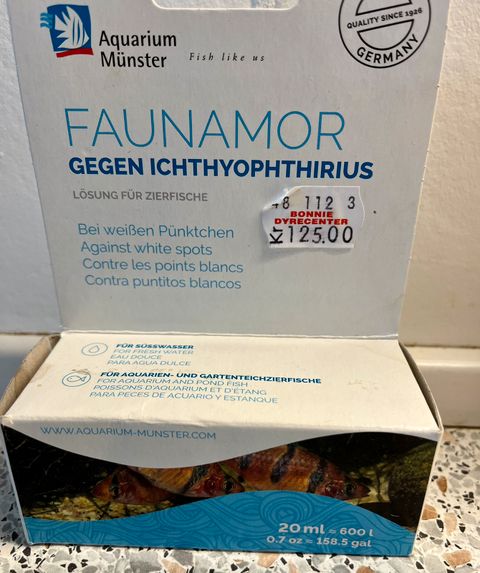 Aquarium
Münster
Fish like us
QUALITY SINCE 1926
GERMANY
FAUNAMOR
GEGEN ICHTHYOPHTHIRIUS
LÖSUNG FÜR ZIERFISCHE
48 112 3
BONNIE
DYRECENTER
Kr 125.00
Bei weißen Pünktchen
Against white spots
Contre les points blancs
Contra puntitos blancos
FÜR SÜSSWASSER
FOR FRESH WATER
EAU DOUCE
PARA AGUA DULCE
FÜR AQUARIEN- UND GARTENTEICHZIERFISCHE
FOR AQUARIUM AND POND FISH
POISSONS D'AQUARIUM ET D'ÉTANG
PARA PECES DE ACUARIO Y ESTANQUE
WWW.AQUARIUM-MUNSTER.COM
20 ml = 600 l
0.7 oz = 158.5 gal